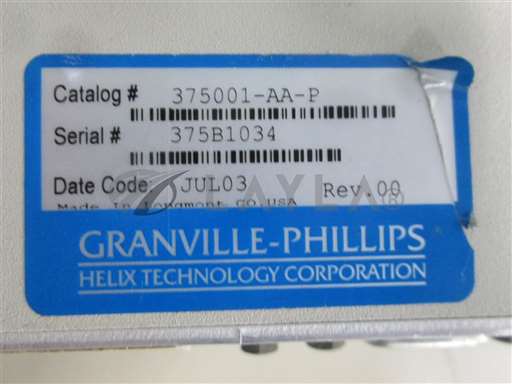 Catalog # 375001-AA-P
Serial # 375B1034
Date Code: JUL03 Rev.00
Made In Longmont CO,USA
GRANVILLE-PHILLIPS
HELIX TECHNOLOGY CORPORATION